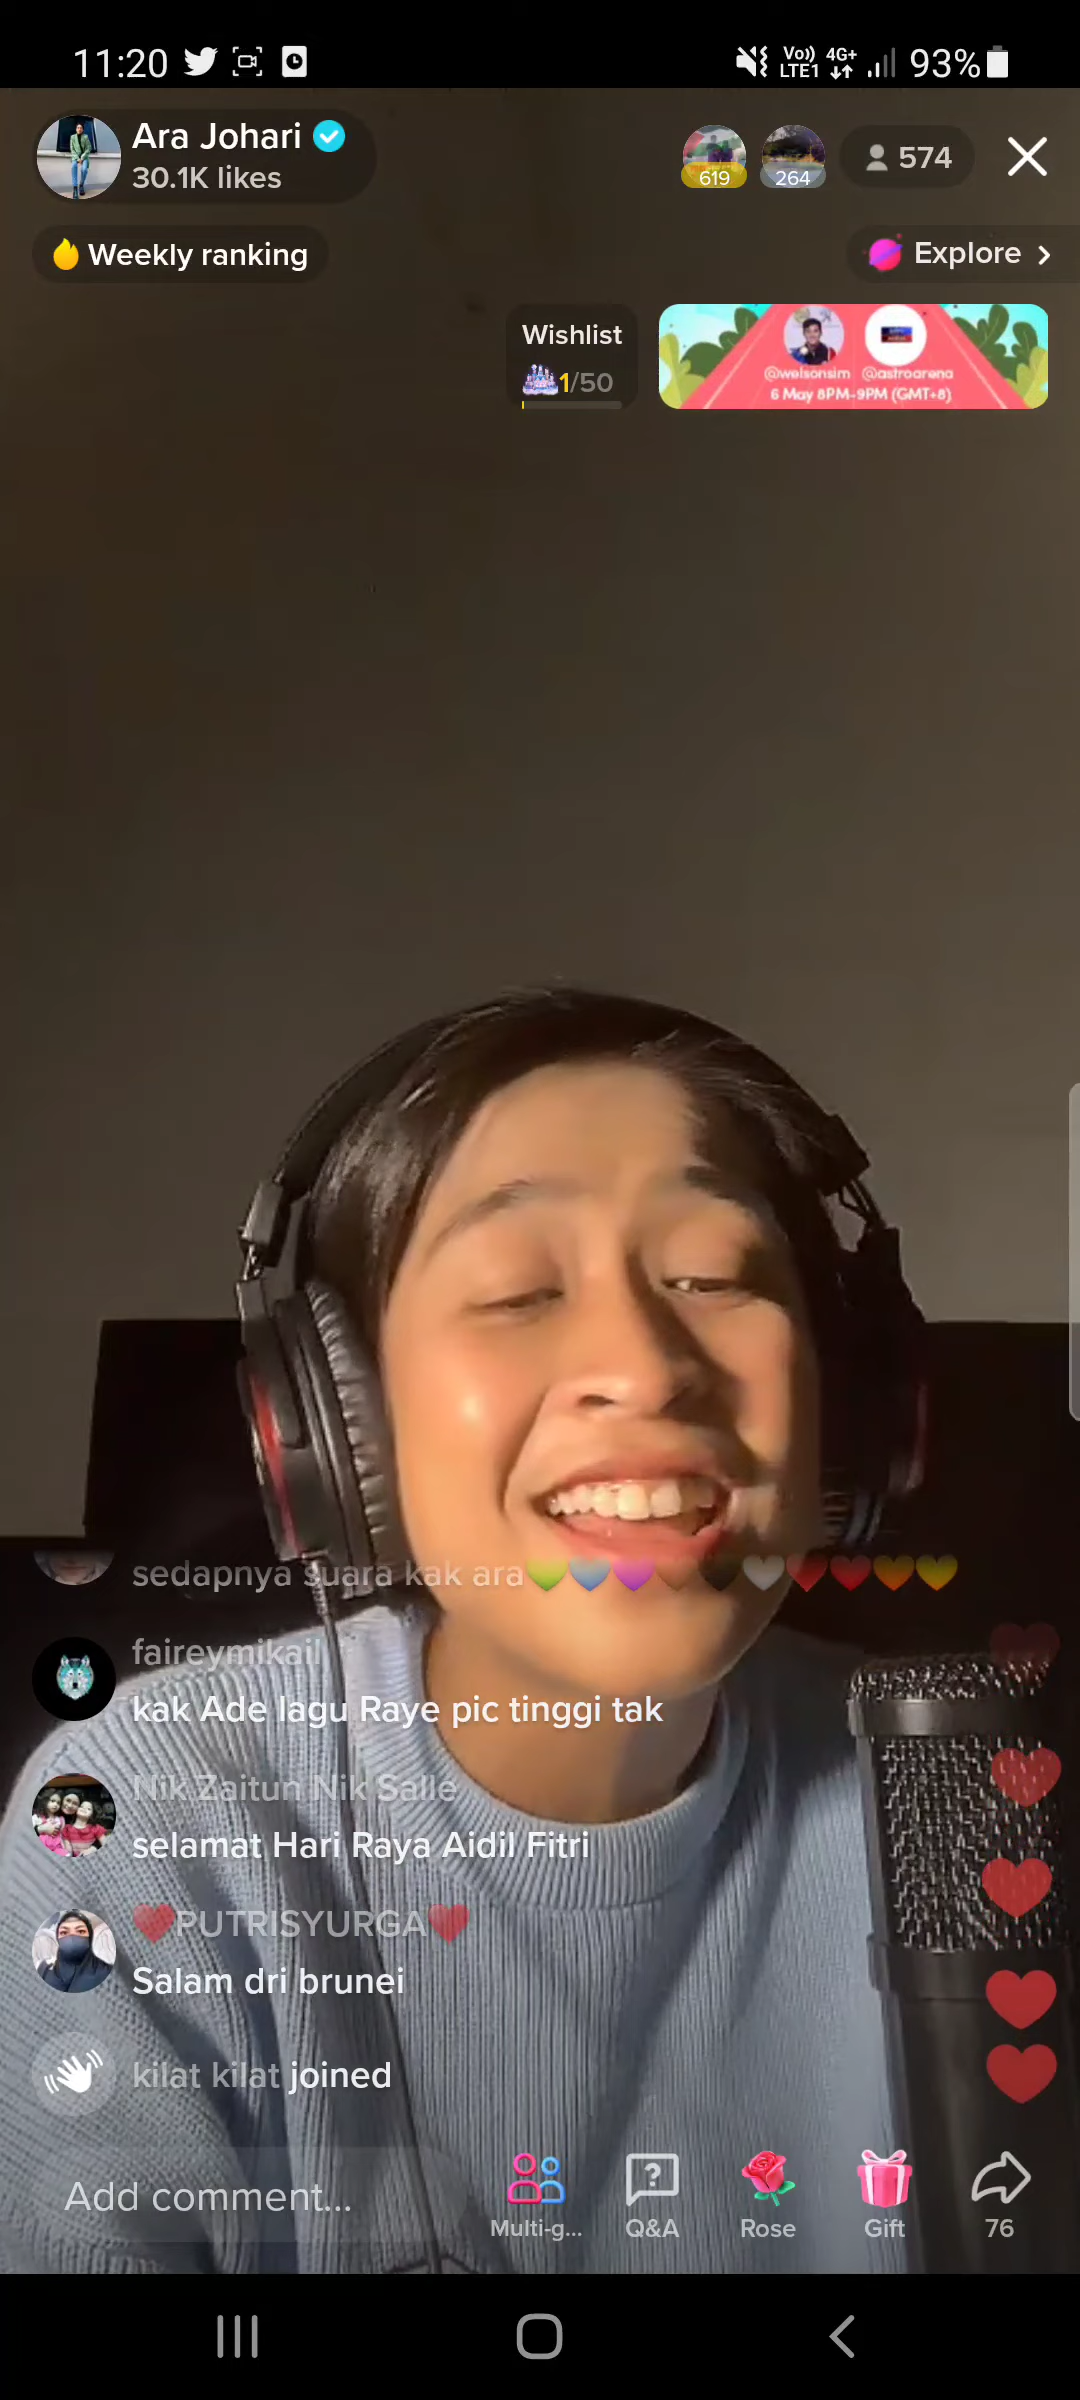 11:20
Vo)) 4G+ 93%
LTE1
Ara Johari
30.1K likes
619
264
574
Weekly ranking
Explore
Wishlist
1/50
@welsonsim @astroarena
6 May 8PM-9PM (GMT+8)
sedapnya suara kak ara
faireymikail
kak Ade lagu Raye pic tinggi tak
Nik Zaitun Nik Salle
selamat Hari Raya Aidil Fitri
PUTRISYURGA
Salam dri brunei
kilat kilat joined
Add comment...
Multi-g...
Q&A
Rose
Gift
76